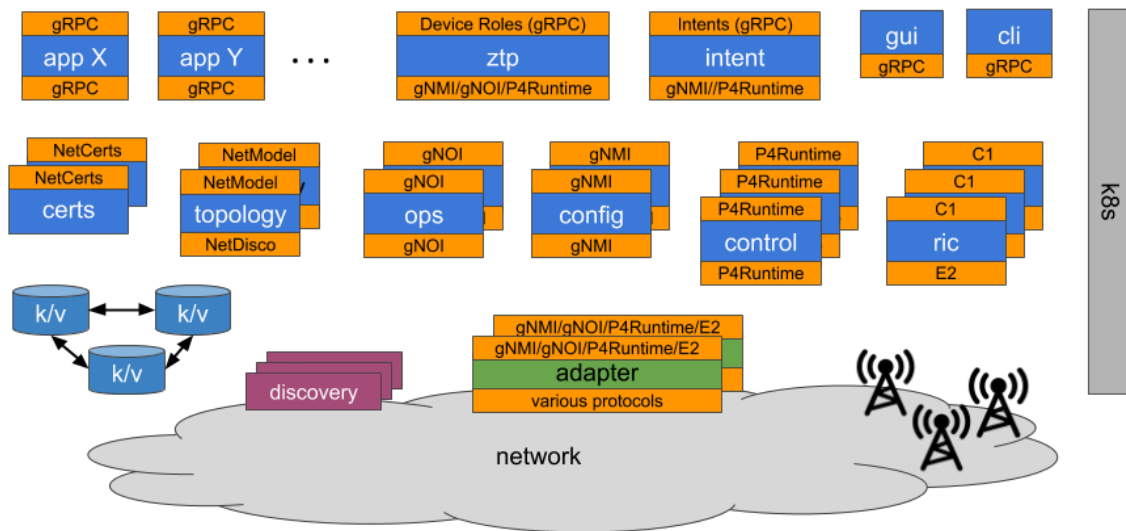 gRPC
app X
gRPC
gRPC
app Y
gRPC
...
Device Roles (gRPC)
ztp
gNMI/gNOI/P4Runtime
Intents (gRPC)
intent
gNMI//P4Runtime
gui
gRPC
cli
gRPC
k8s
NetCerts
NetCerts
certs
NetModel
NetModel
topology
NetDisco
gNOI
gNOI
ops
gNOI
gNMI
gNMI
config
gNMI
P4Runtime
P4Runtime
P4Runtime
control
P4Runtime
C1
C1
C1
ric
E2
k/v
k/v
k/v
discovery
gNMI/gNOI/P4Runtime/E2
gNMI/gNOI/P4Runtime/E2
adapter
various protocols
network